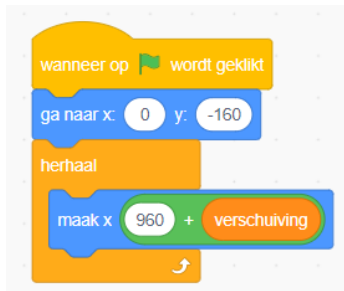 wanneer op wordt geklikt
ga naar x: 0 y: -160
herhaal
maak x 960 + verschuiving